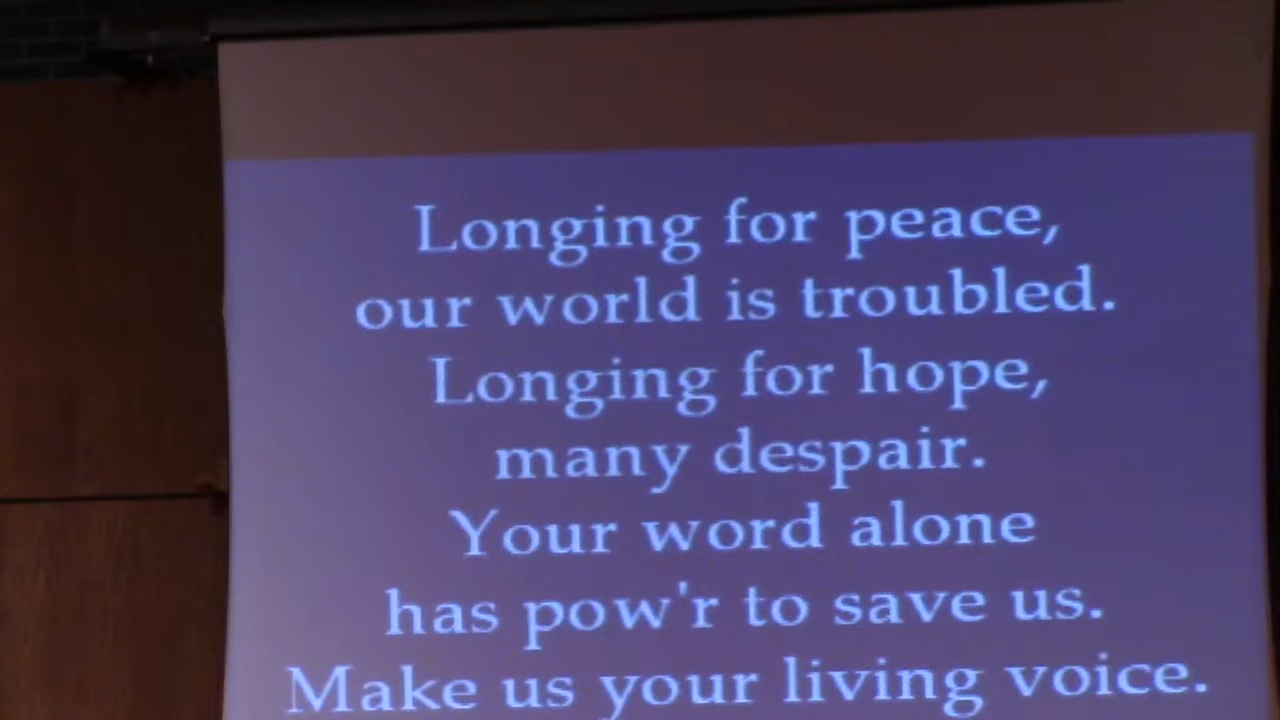 Longing for peace,
our world is troubled.
Longing for hope,
many despair.
Your word alone
has pow'r to save us.
Make us your living voice.